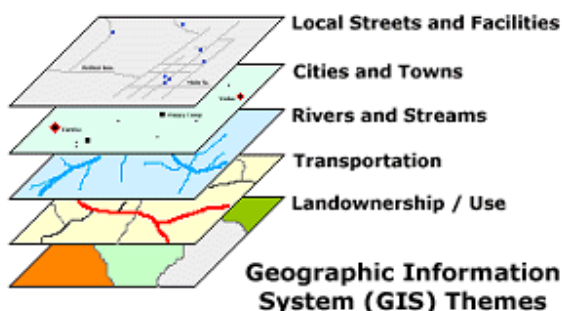 Local Streets and Facilities
Cities and Towns
Rivers and Streams
Transportation
Landownership / Use
Geographic Information
System (GIS) Themes